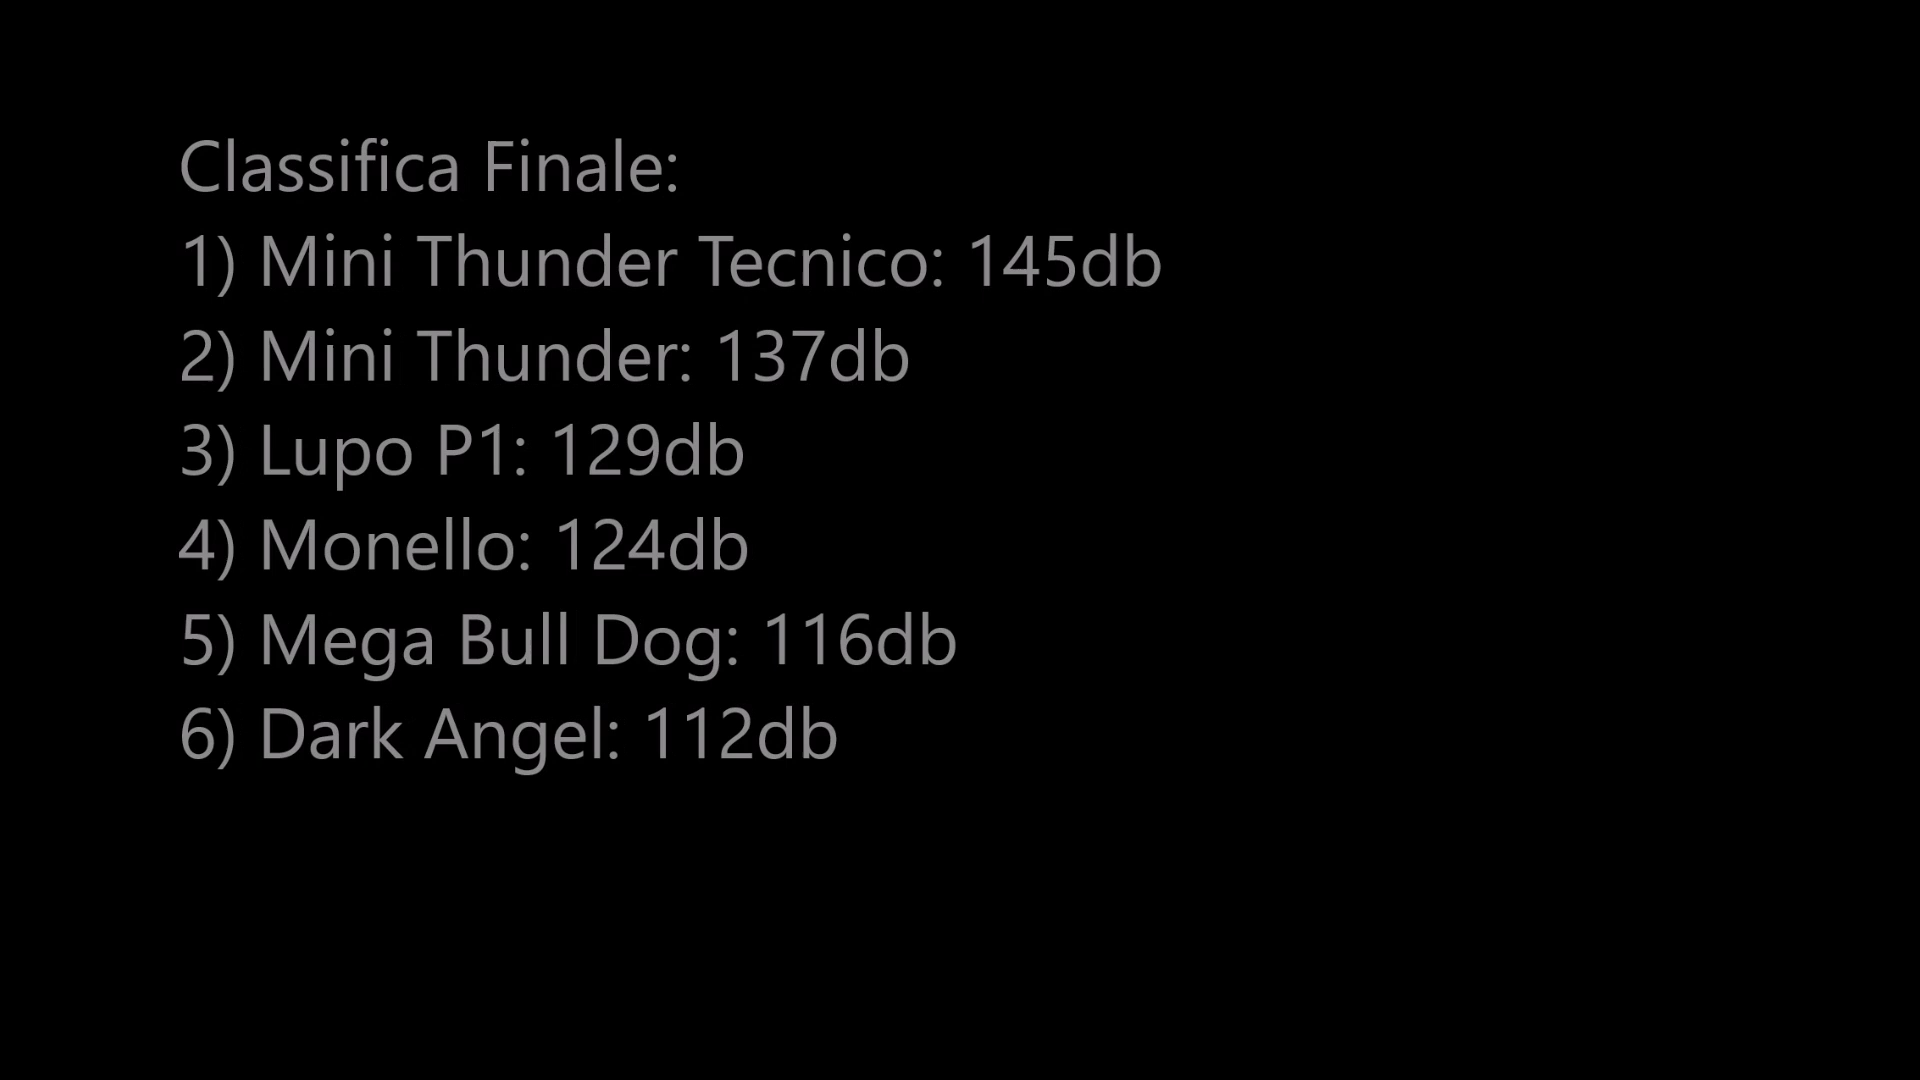 Classifica Finale:
1) Mini Thunder Tecnico: 145db
2) Mini Thunder: 137db
3) Lupo P1: 129db
4) Monello: 124db
5) Mega Bull Dog: 116db
6) Dark Angel: 112db